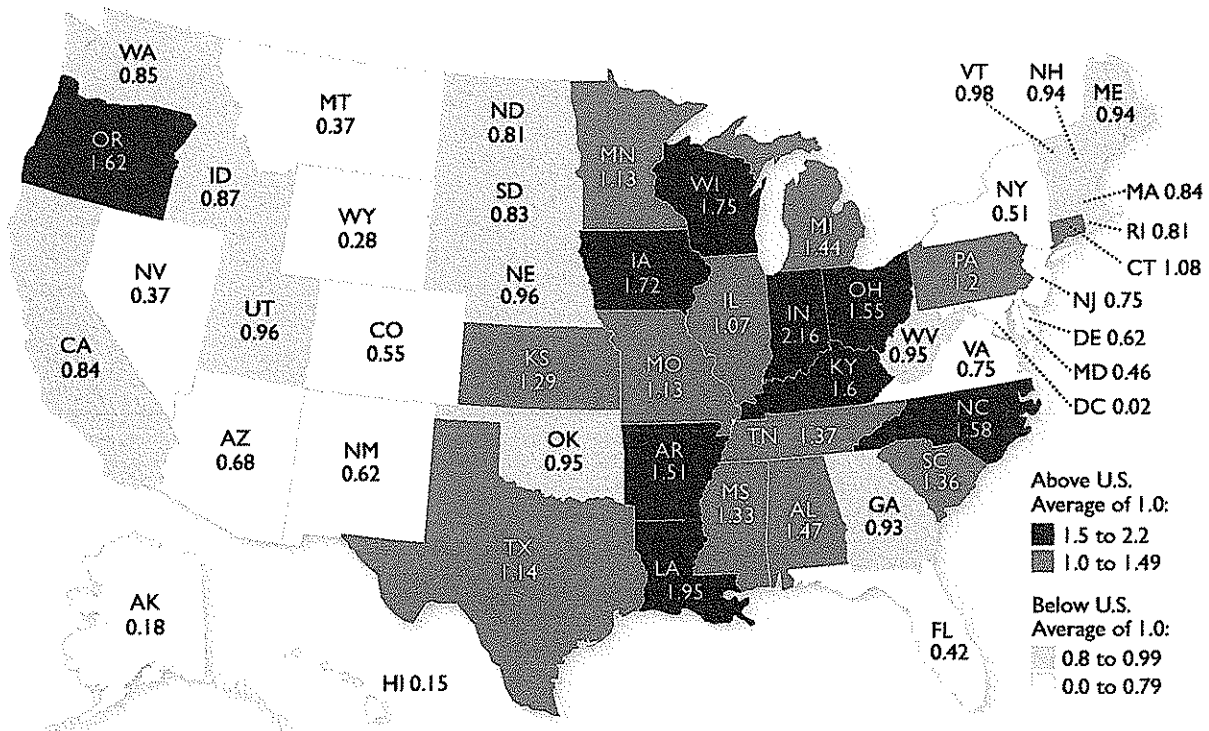 WA
0.85
OR
1.62
MT
0.37
ID
0.87
WY
0.28
NV
0.37
UT
0.96
CA
0.84
CO
0.55
AZ
0.68
NM
0.62
ND
0.81
SD
0.83
NE
0.96
KS
1.29
OK
0.95
TX
1.14
MN
1.13
IA
1.72
MO
1.13
AR
1.51
LA
1.95
WI
1.75
IL
1.07
MI
1.44
IN
2.16
OH
1.55
KY
1.6
TN 1.37
MS
1.33
AL
1.47
GA
0.93
FL
0.42
SC
1.36
NC
1.58
VA
0.75
WV
0.95
PA
1.2
NY
0.51
VT
0.98
NH
0.94
ME
0.94
MA 0.84
RI 0.81
CT 1.08
NJ 0.75
DE 0.62
MD 0.46
DC 0.02
AK
0.18
HI 0.15
Above U.S.
Average of 1.0:
1.5 to 2.2
1.0 to 1.49
Below U.S.
Average of 1.0:
0.8 to 0.99
0.0 to 0.79